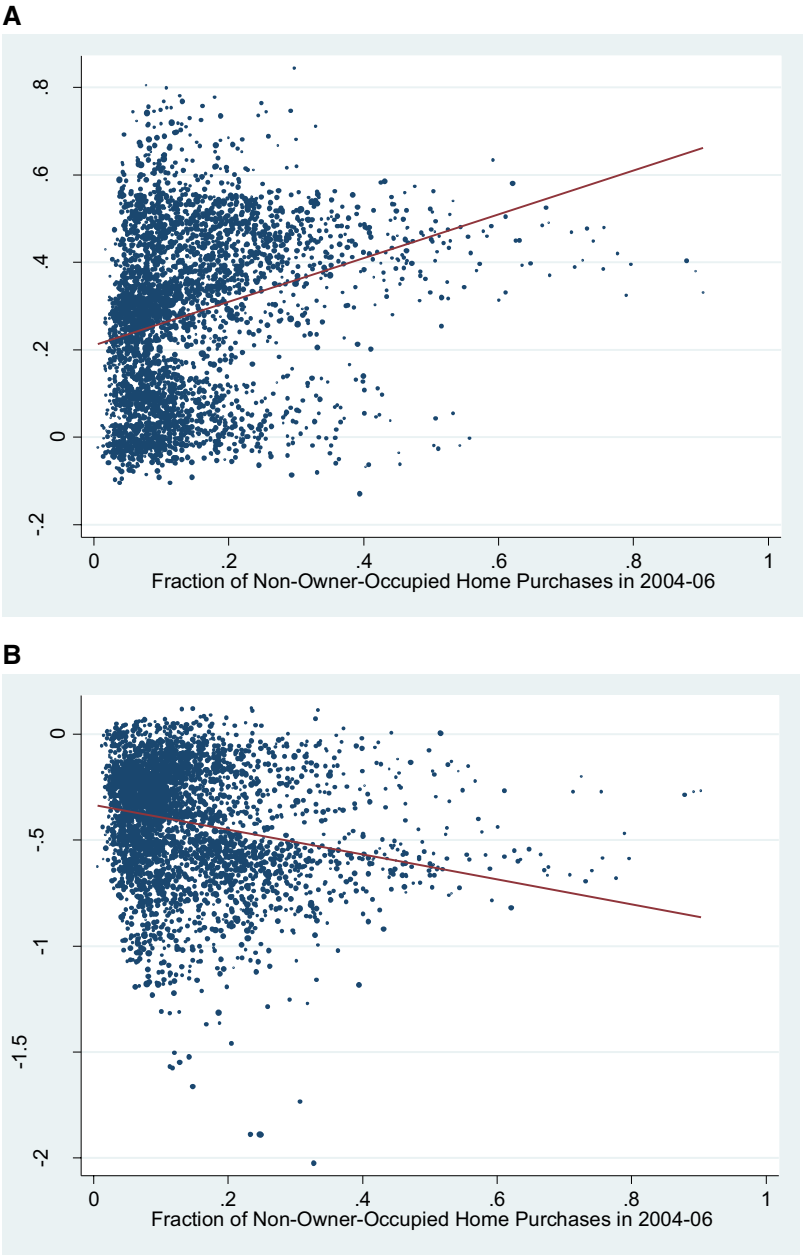 A
.8
.6
.4
.2
0
-.2
0 .2 .4 .6 .8 1
Fraction of Non-Owner-Occupied Home Purchases in 2004-06
B
0
-.5
-1
-1.5
-2
0 .2 .4 .6 .8 1
Fraction of Non-Owner-Occupied Home Purchases in 2004-06